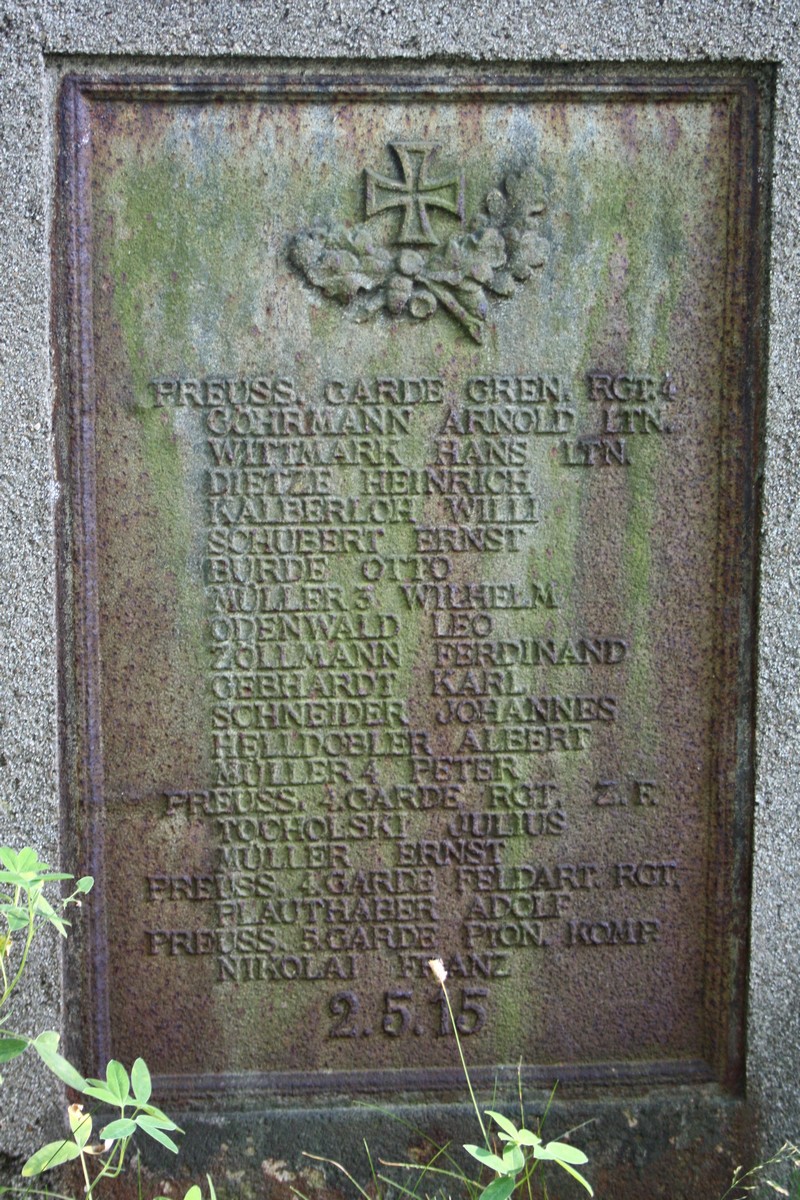 PREUSS. GARDE GREN. RGT. 4
GOHRMANN ARNOLD LTN.
WITTMARK HANS LTN.
DIETZE HEINRICH
KALBERLOH WILLI
SCHUBERT ERNST
BURDE OTTO
MÜLLER 3 WILHELM
ODENWALD LEO
ZOLLMANN FERDINAND
GEBHARDT KARL
SCHNEIDER JOHANNES
HELLDOBLER ALBERT
MÜLLER 4 PETER
PREUSS. 4. GARDE RGT. Z. F.
TOCHOLSKI JULIUS
MÜLLER ERNST
PREUSS. 4. GARDE FELDART. RGT.
PLAUTHABER ADOLF
PREUSS. 5. GARDE PION. KOMP.
NIKOLAI FRANZ
2.5.15